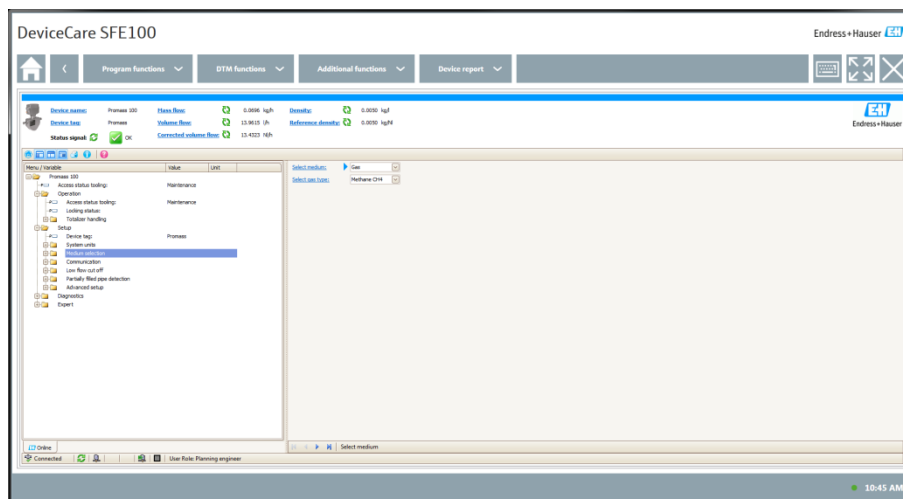 DeviceCare SFE100
Endress+Hauser EH
Program functions
DTM functions
Additional functions
Device report
Device name: Promass 100 Mass flow: 0.0696 kg/h Density: 0.0050 kg/l
Device tag: Promass Volume flow: 13.9615 l/h Reference density: 0.0050 kg/Nl
Status signal: OK Corrected volume flow: 13.4323 Nl/h
EH
Endress+Hauser
Menu / Variable Value Unit
Promass 100
Access status tooling: Maintenance
Operation
Access status tooling: Maintenance
Locking status:
Totalizer handling
Setup
Device tag: Promass
System units
Medium selection
Communication
Low flow cut off
Partially filled pipe detection
Advanced setup
Diagnostics
Expert
Select medium: Gas
Select gas type: Methane CH4
Online
Select medium
Connected
User Role: Planning engineer
10:45 AM